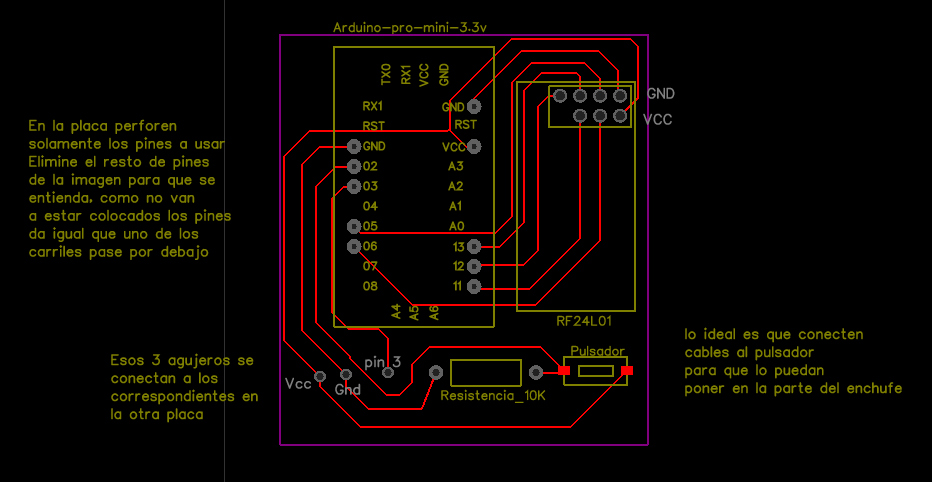 Arduino-pro-mini-3.3v
TX0
RX1
VCC
GND
RX1
RST
GND
02
03
04
05
06
07
08
GND
RST
VCC
A3
A2
A1
A0
13
12
11
A4
A5
A6
GND
VCC
RF24L01
En la placa perforen
solamente los pines a usar
Elimine el resto de pines
de la imagen para que se
entienda, como no van
a estar colocados los pines
da igual que uno de los
carriles pase por debajo
lo ideal es que conecten
cables al pulsador
para que lo puedan
poner en la parte del enchufe
Esos 3 agujeros se
conectan a los
correspondientes en
la otra placa
Vcc
Gnd
pin 3
Resistencia_10K
Pulsador